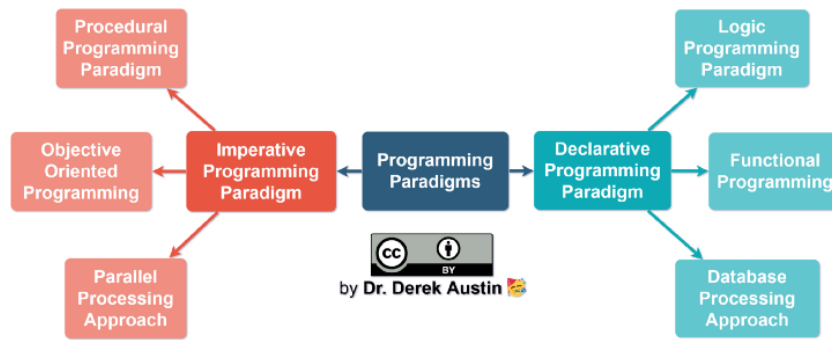 Procedural
Programming
Paradigm
Logic
Programming
Paradigm
Objective
Oriented
Programming
Imperative
Programming
Paradigm
Programming
Paradigms
Declarative
Programming
Paradigm
Functional
Programming
Parallel
Processing
Approach
cc
BY
by Dr. Derek Austin 🥳
Database
Processing
Approach